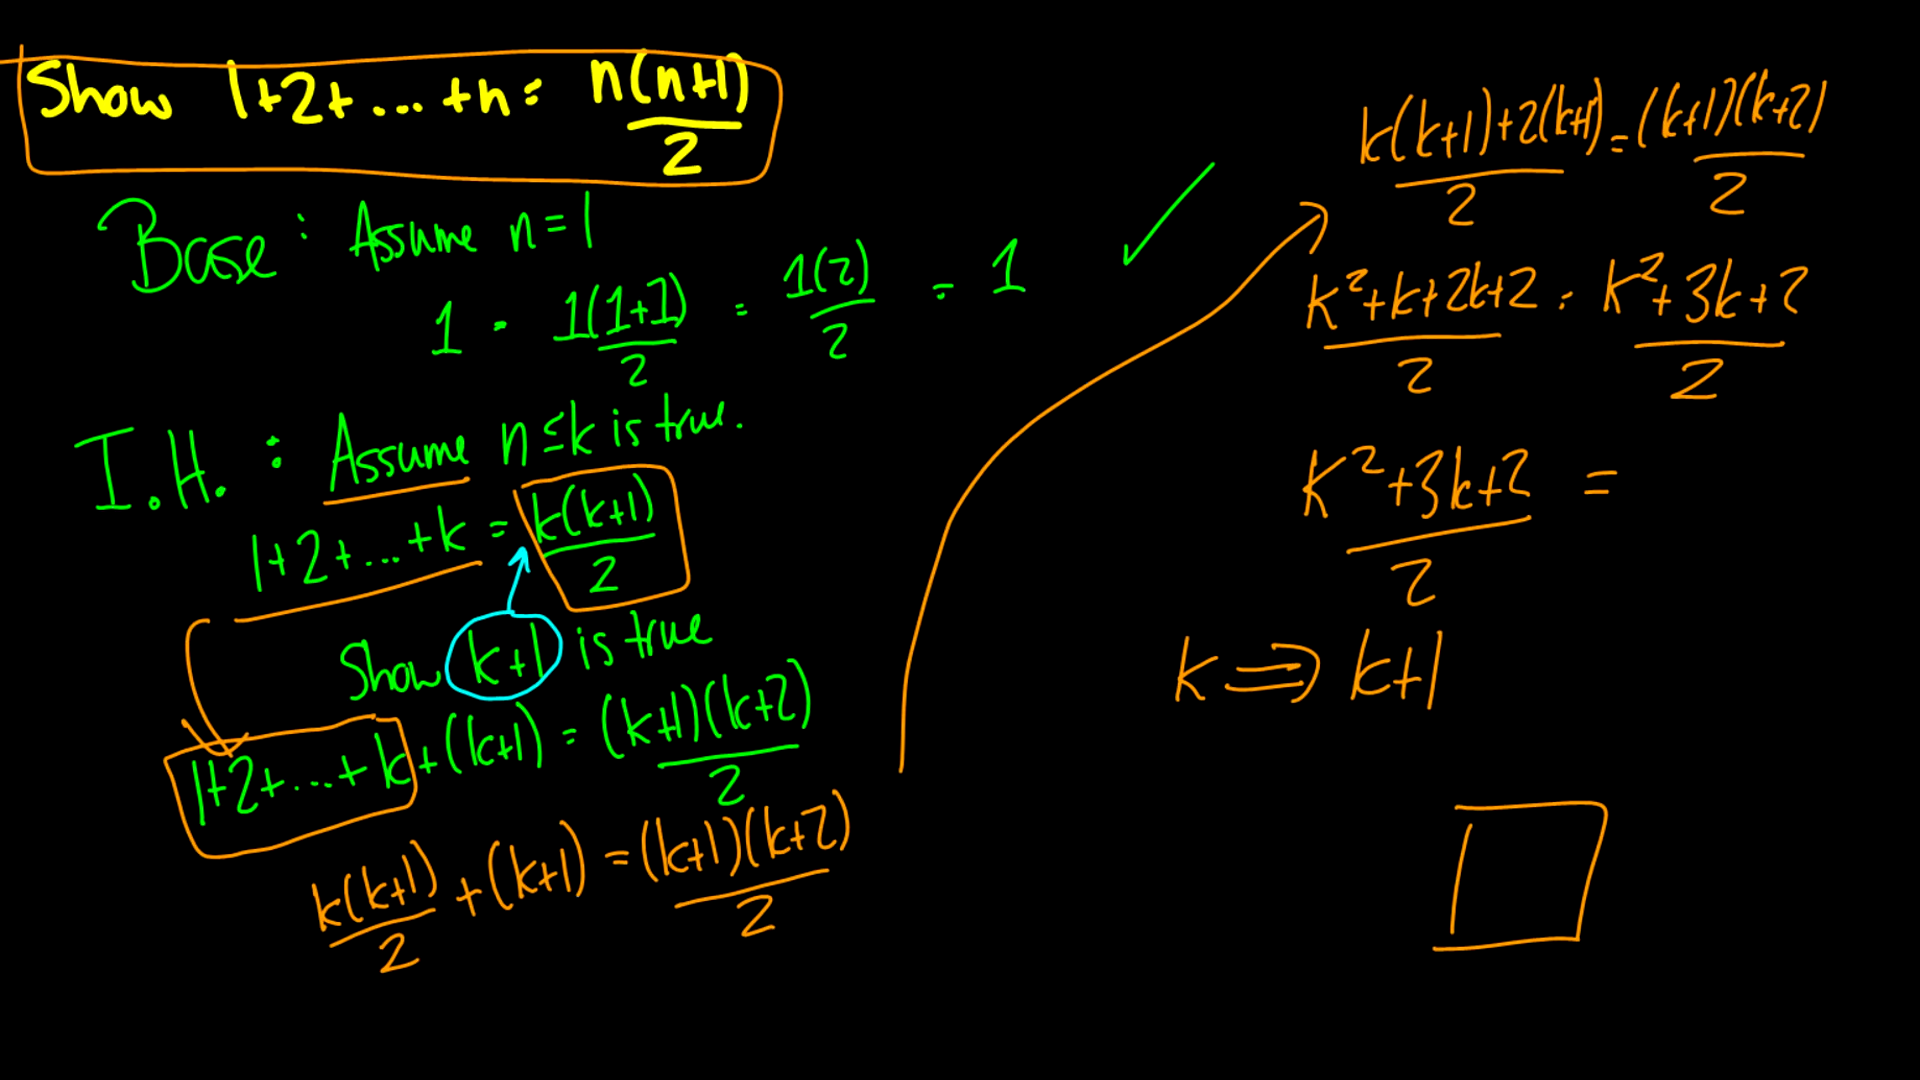 Show 1+2+...+n = n(n+1)/2
Base: Assume n=1
1 = 1(1+1)/2 = 1(2)/2 = 1 ✓
I.H.: Assume n ≤ k is true.
1+2+...+k = k(k+1)/2
Show k+1 is true
1+2+...+k+(k+1) = (k+1)(k+2)/2
k(k+1)/2 + (k+1) = (k+1)(k+2)/2
k(k+1)+2(k+1)/2 = (k+1)(k+2)/2
k²+k+2k+2/2 = k²+3k+2/2
k²+3k+2/2 =
k ⇒ k+1